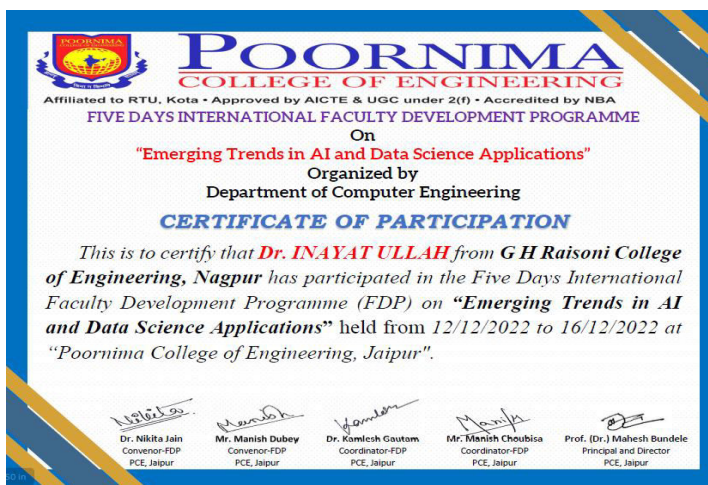 POORNIMA
COLLEGE OF ENGINEERING
Affiliated to RTU, Kota • Approved by AICTE & UGC under 2(f) • Accredited by NBA
FIVE DAYS INTERNATIONAL FACULTY DEVELOPMENT PROGRAMME
On
"Emerging Trends in AI and Data Science Applications"
Organized by
Department of Computer Engineering
CERTIFICATE OF PARTICIPATION
This is to certify that Dr. INAYAT ULLAH from G H Raisoni College
of Engineering, Nagpur has participated in the Five Days International
Faculty Development Programme (FDP) on “Emerging Trends in AI
and Data Science Applications” held from 12/12/2022 to 16/12/2022 at
“Poornima College of Engineering, Jaipur".
Nikita
Manish
Kamlesh
Manish
Dr. Nikita Jain
Convenor-FDP
PCE, Jaipur
Mr. Manish Dubey
Convenor-FDP
PCE, Jaipur
Dr. Kamlesh Gautam
Coordinator-FDP
PCE, Jaipur
Mr. Manish Choubisa
Coordinator-FDP
PCE, Jaipur
Prof. (Dr.) Mahesh Bundele
Principal and Director
PCE, Jaipur
50 in